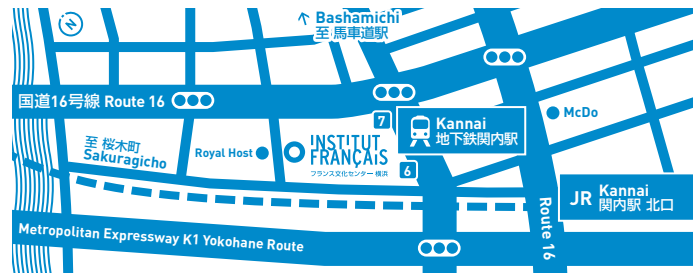 N
Bashamichi
至 馬車道駅
国道16号線 Route 16
7
Kannai
地下鉄関内駅
McDo
至 桜木町
Sakuragicho
Royal Host
INSTITUT
FRANÇAIS
フランス文化センター 横浜
6
JR Kannai
関内駅 北口
Route 16
Metropolitan Expressway K1 Yokohane Route